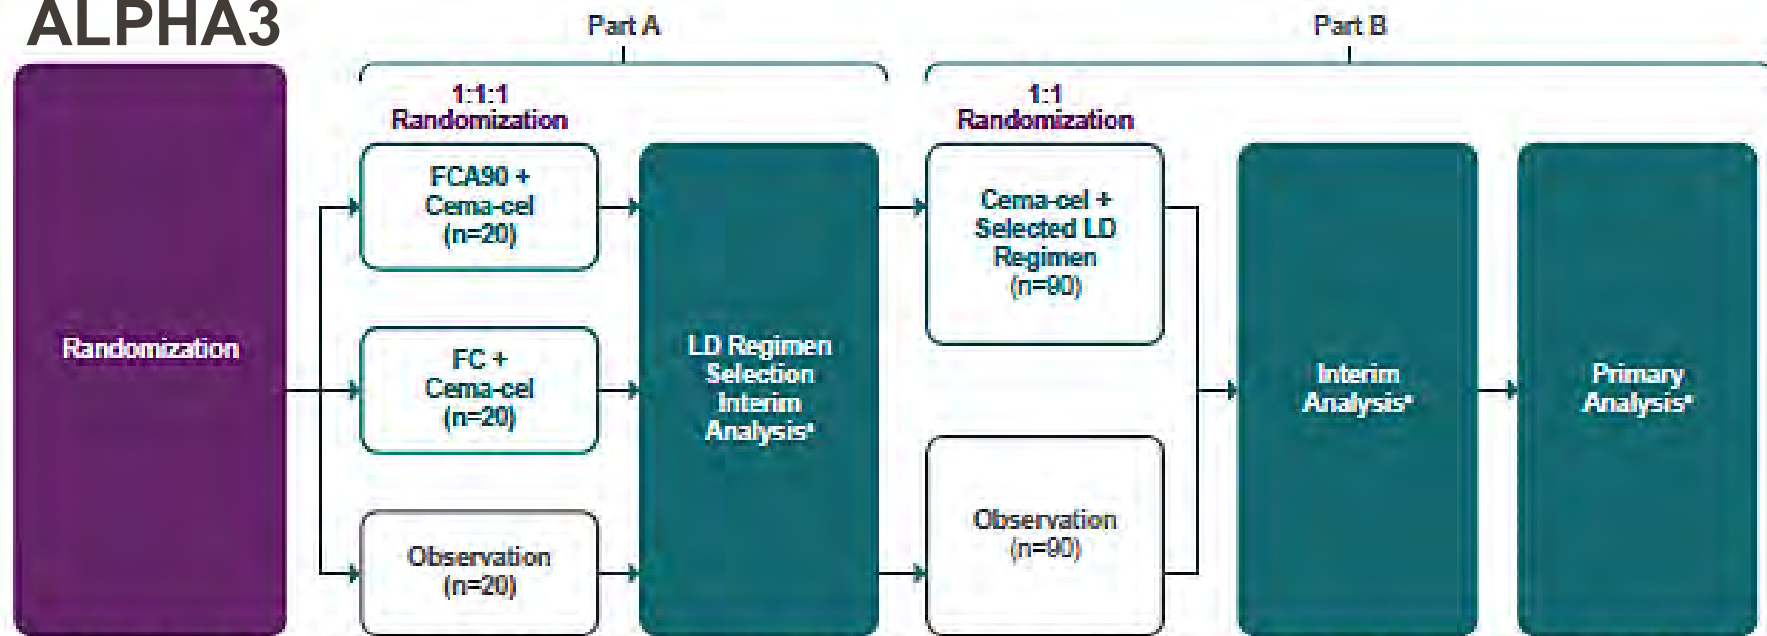 ALPHA3
Part A
Part B
1:1:1
Randomization
1:1
Randomization
Randomization
FCA90 +
Cema-cel
(n=20)
FC +
Cema-cel
(n=20)
Observation
(n=20)
LD Regimen
Selection
Interim
Analysis*
Cema-cel +
Selected LD
Regimen
(n=90)
Observation
(n=90)
Interim
Analysis*
Primary
Analysis*